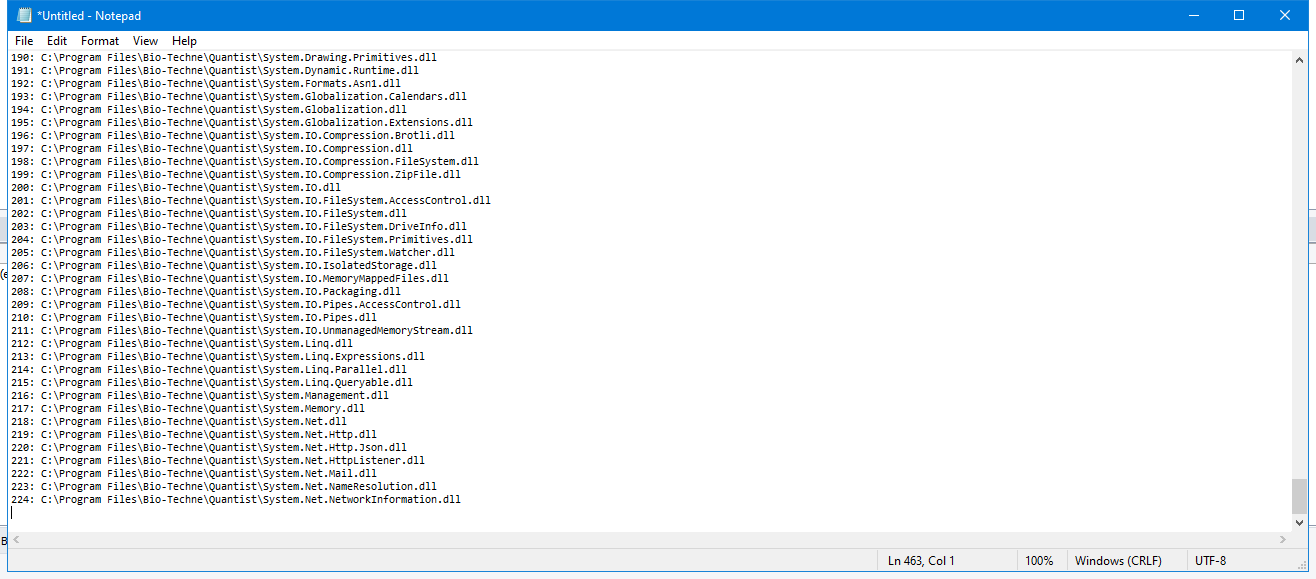 *Untitled - Notepad
File Edit Format View Help
190: C:\Program Files\Bio-Techne\Quantist\System.Drawing.Primitives.dll
191: C:\Program Files\Bio-Techne\Quantist\System.Dynamic.Runtime.dll
192: C:\Program Files\Bio-Techne\Quantist\System.Formats.Asn1.dll
193: C:\Program Files\Bio-Techne\Quantist\System.Globalization.Calendars.dll
194: C:\Program Files\Bio-Techne\Quantist\System.Globalization.dll
195: C:\Program Files\Bio-Techne\Quantist\System.Globalization.Extensions.dll
196: C:\Program Files\Bio-Techne\Quantist\System.IO.Compression.Brotli.dll
197: C:\Program Files\Bio-Techne\Quantist\System.IO.Compression.dll
198: C:\Program Files\Bio-Techne\Quantist\System.IO.Compression.FileSystem.dll
199: C:\Program Files\Bio-Techne\Quantist\System.IO.Compression.ZipFile.dll
200: C:\Program Files\Bio-Techne\Quantist\System.IO.dll
201: C:\Program Files\Bio-Techne\Quantist\System.IO.FileSystem.AccessControl.dll
202: C:\Program Files\Bio-Techne\Quantist\System.IO.FileSystem.dll
203: C:\Program Files\Bio-Techne\Quantist\System.IO.FileSystem.DriveInfo.dll
204: C:\Program Files\Bio-Techne\Quantist\System.IO.FileSystem.Primitives.dll
205: C:\Program Files\Bio-Techne\Quantist\System.IO.FileSystem.Watcher.dll
206: C:\Program Files\Bio-Techne\Quantist\System.IO.IsolatedStorage.dll
207: C:\Program Files\Bio-Techne\Quantist\System.IO.MemoryMappedFiles.dll
208: C:\Program Files\Bio-Techne\Quantist\System.IO.Packaging.dll
209: C:\Program Files\Bio-Techne\Quantist\System.IO.Pipes.AccessControl.dll
210: C:\Program Files\Bio-Techne\Quantist\System.IO.Pipes.dll
211: C:\Program Files\Bio-Techne\Quantist\System.IO.UnmanagedMemoryStream.dll
212: C:\Program Files\Bio-Techne\Quantist\System.Linq.dll
213: C:\Program Files\Bio-Techne\Quantist\System.Linq.Expressions.dll
214: C:\Program Files\Bio-Techne\Quantist\System.Linq.Parallel.dll
215: C:\Program Files\Bio-Techne\Quantist\System.Linq.Queryable.dll
216: C:\Program Files\Bio-Techne\Quantist\System.Management.dll
217: C:\Program Files\Bio-Techne\Quantist\System.Memory.dll
218: C:\Program Files\Bio-Techne\Quantist\System.Net.dll
219: C:\Program Files\Bio-Techne\Quantist\System.Net.Http.dll
220: C:\Program Files\Bio-Techne\Quantist\System.Net.Http.Json.dll
221: C:\Program Files\Bio-Techne\Quantist\System.Net.HttpListener.dll
222: C:\Program Files\Bio-Techne\Quantist\System.Net.Mail.dll
223: C:\Program Files\Bio-Techne\Quantist\System.Net.NameResolution.dll
224: C:\Program Files\Bio-Techne\Quantist\System.Net.NetworkInformation.dll
Ln 463, Col 1 100% Windows (CRLF) UTF-8